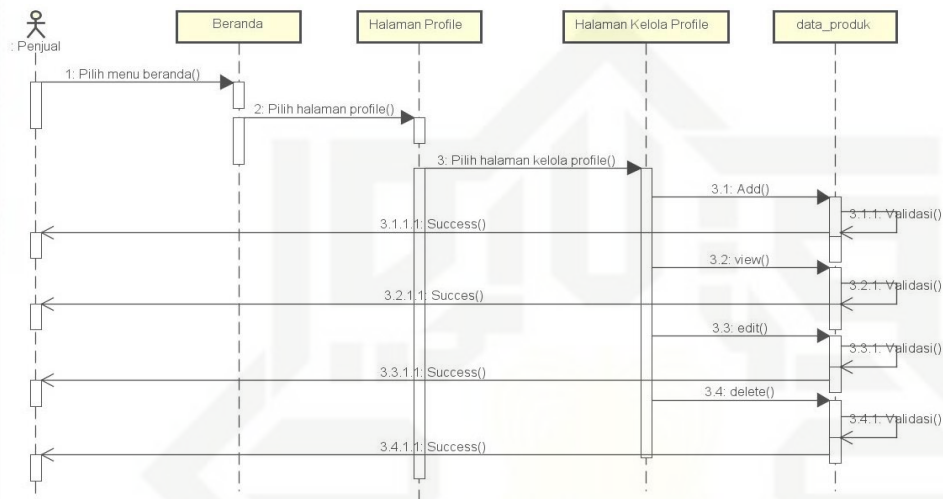 : Penjual
Beranda
Halaman Profile
Halaman Kelola Profile
data_produk
1: Pilih menu beranda()
2: Pilih halaman profile()
3: Pilih halaman kelola profile()
3.1: Add()
3.1.1: Validasi()
3.1.1.1: Success()
3.2: view()
3.2.1: Validasi()
3.2.1.1: Succes()
3.3: edit()
3.3.1: Validasi()
3.3.1.1: Success()
3.4: delete()
3.4.1: Validasi()
3.4.1.1: Success()